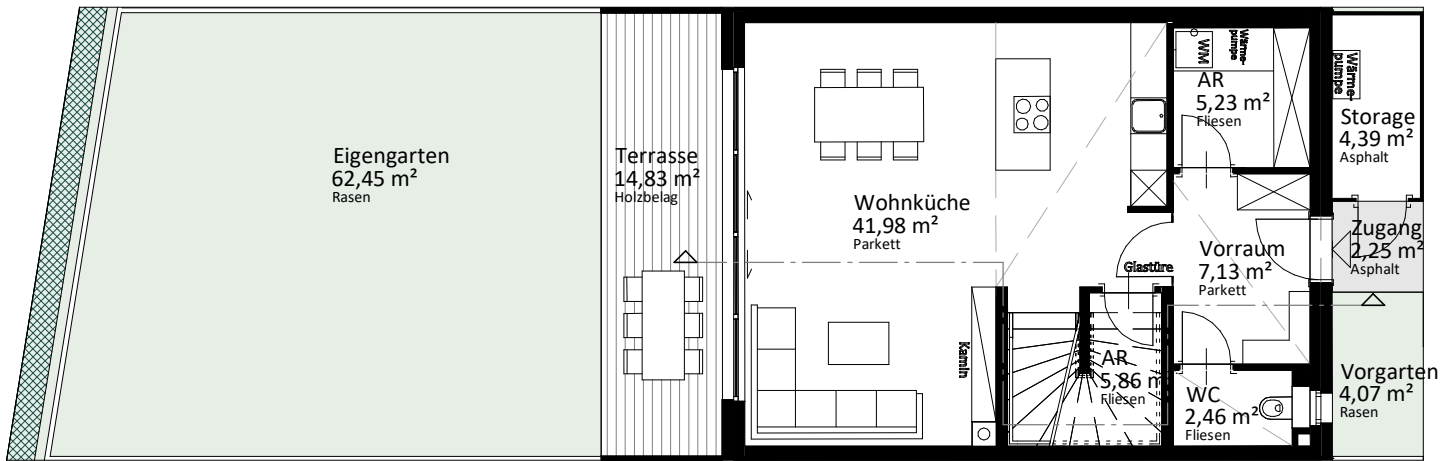 Eigengarten
62,45 m²
Rasen
Terrasse
14,83 m²
Holzbelag
Wohnküche
41,98 m²
Parkett
Kamin
Glastüre
WM
Wärme-
pumpe
AR
5,23 m²
Fliesen
Vorraum
7,13 m²
Parkett
AR
5,86 m
Fliesen
WC
2,46 m²
Fliesen
Wärme-
pumpe
Storage
4,39 m²
Asphalt
Zugang
2,25 m²
Asphalt
Vorgarten
4,07 m²
Rasen